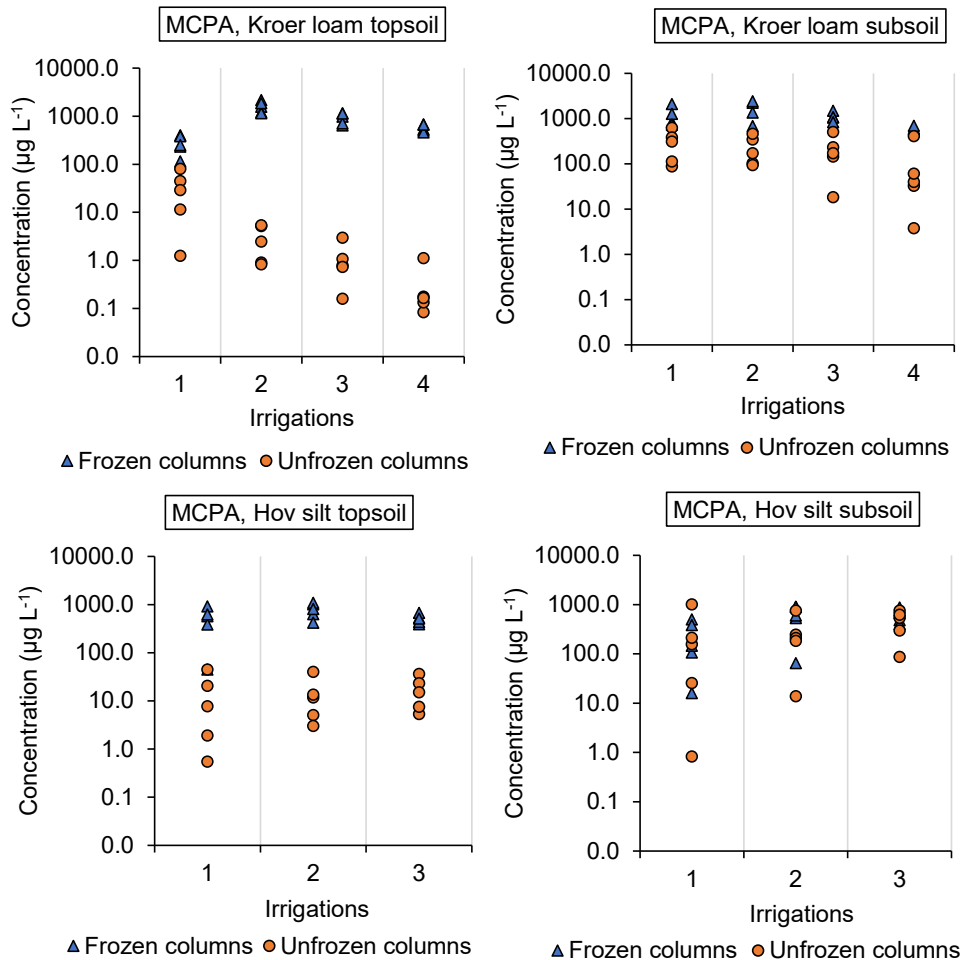 MCPA, Kroer loam topsoil
Concentration (µg L-1)
10000.0
1000.0
100.0
10.0
1.0
0.1
0.0
1 2 3 4
Irrigations
Frozen columns Unfrozen columns
MCPA, Kroer loam subsoil
Concentration (µg L-1)
10000.0
1000.0
100.0
10.0
1.0
0.1
0.0
1 2 3 4
Irrigations
Frozen columns Unfrozen columns
MCPA, Hov silt topsoil
Concentration (µg L-1)
10000.0
1000.0
100.0
10.0
1.0
0.1
0.0
1 2 3
Irrigations
Frozen columns Unfrozen columns
MCPA, Hov silt subsoil
Concentration (µg L-1)
10000.0
1000.0
100.0
10.0
1.0
0.1
0.0
1 2 3
Irrigations
Frozen columns Unfrozen columns